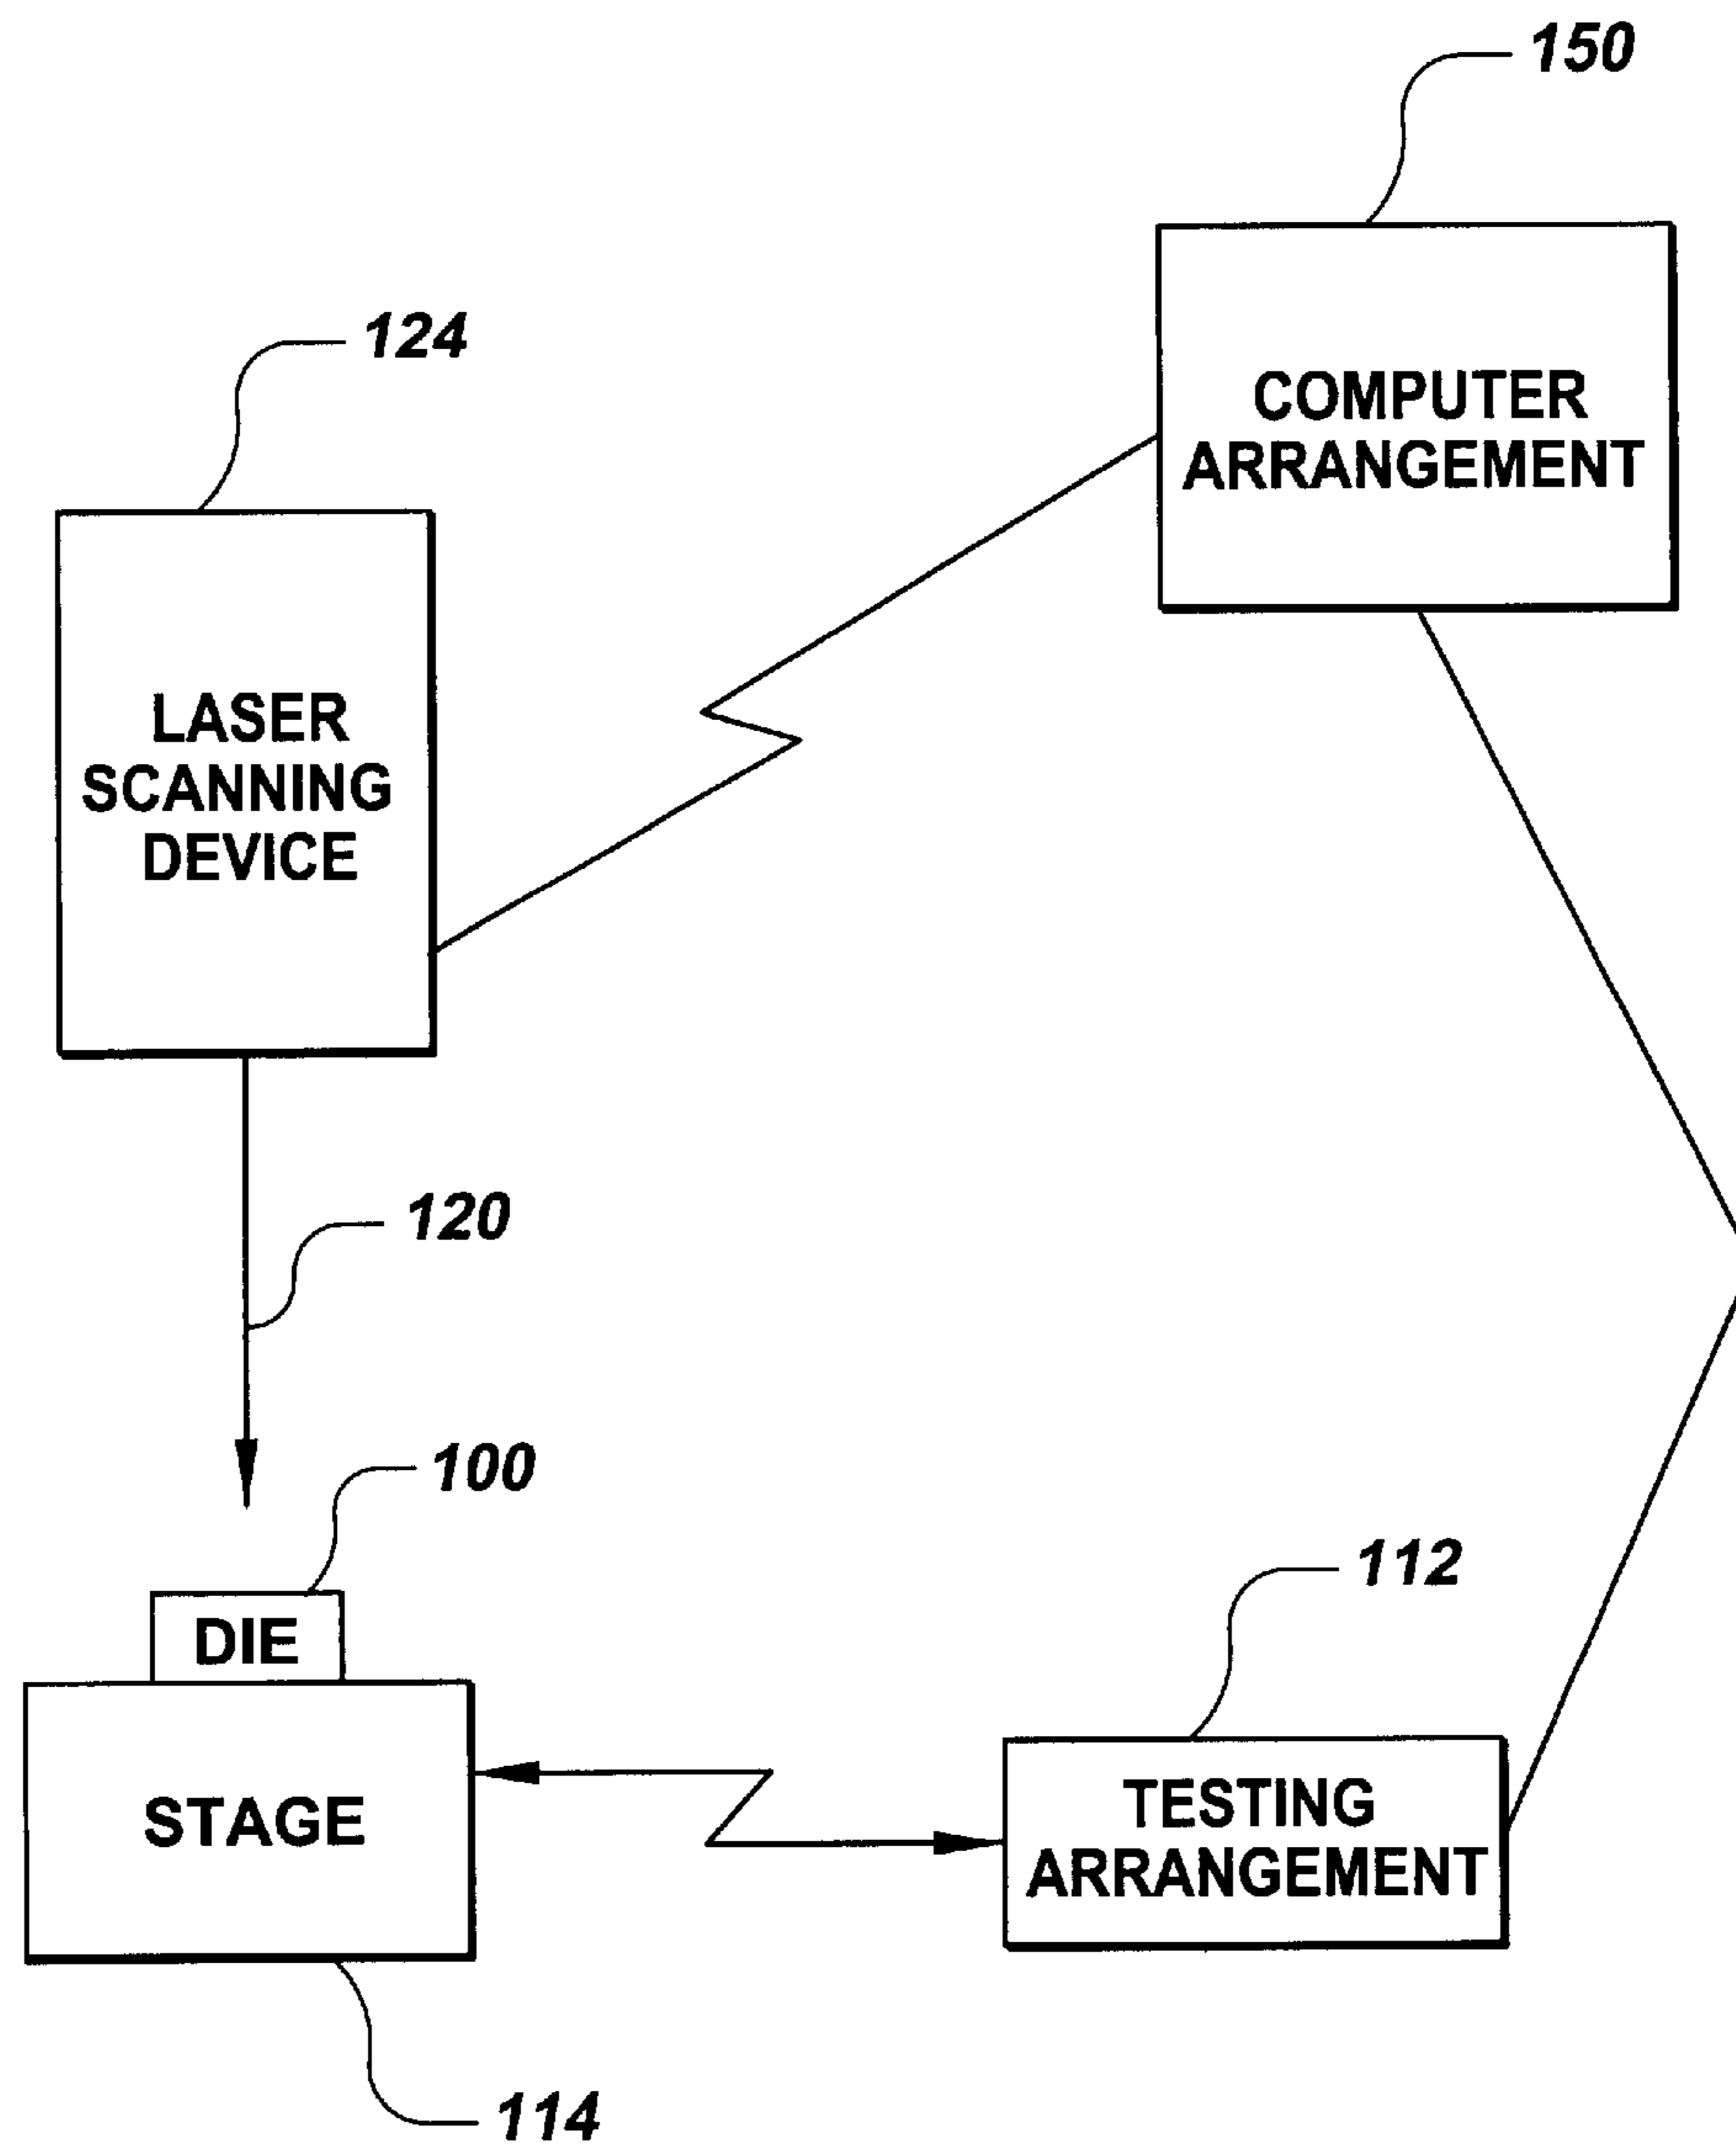 150
124
COMPUTER
ARRANGEMENT
LASER
SCANNING
DEVICE
120
100
112
DIE
TESTING
ARRANGEMENT
STAGE
114